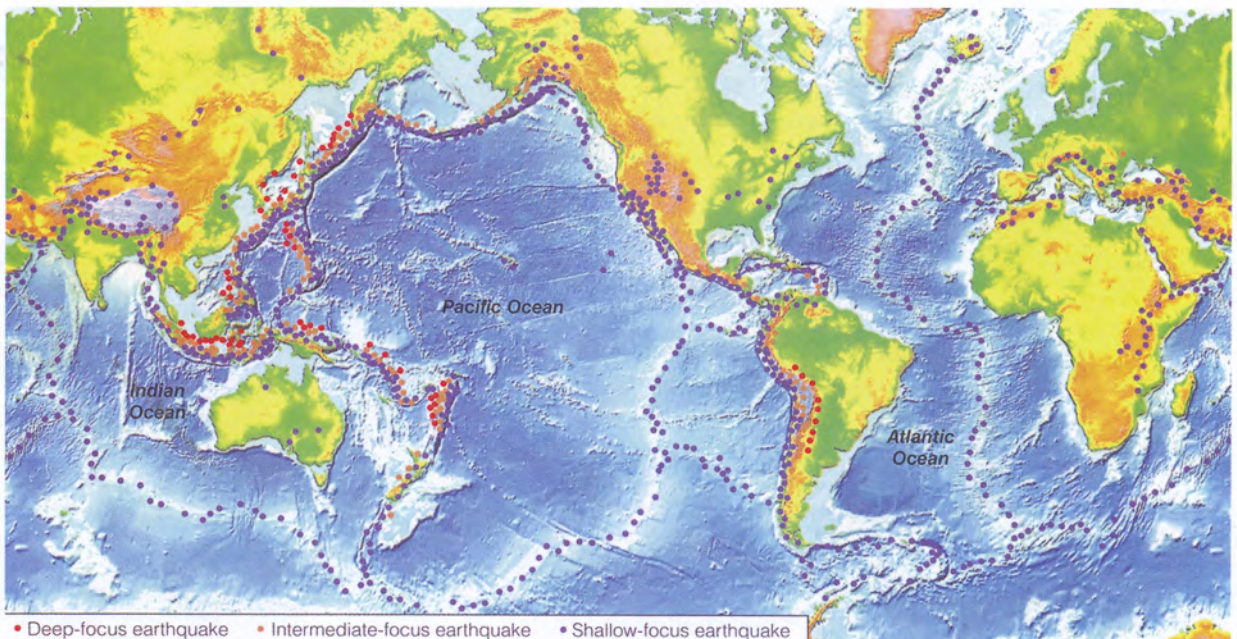 Pacific Ocean
Indian
Ocean
Atlantic
Ocean
• Deep-focus earthquake • Intermediate-focus earthquake • Shallow-focus earthquake